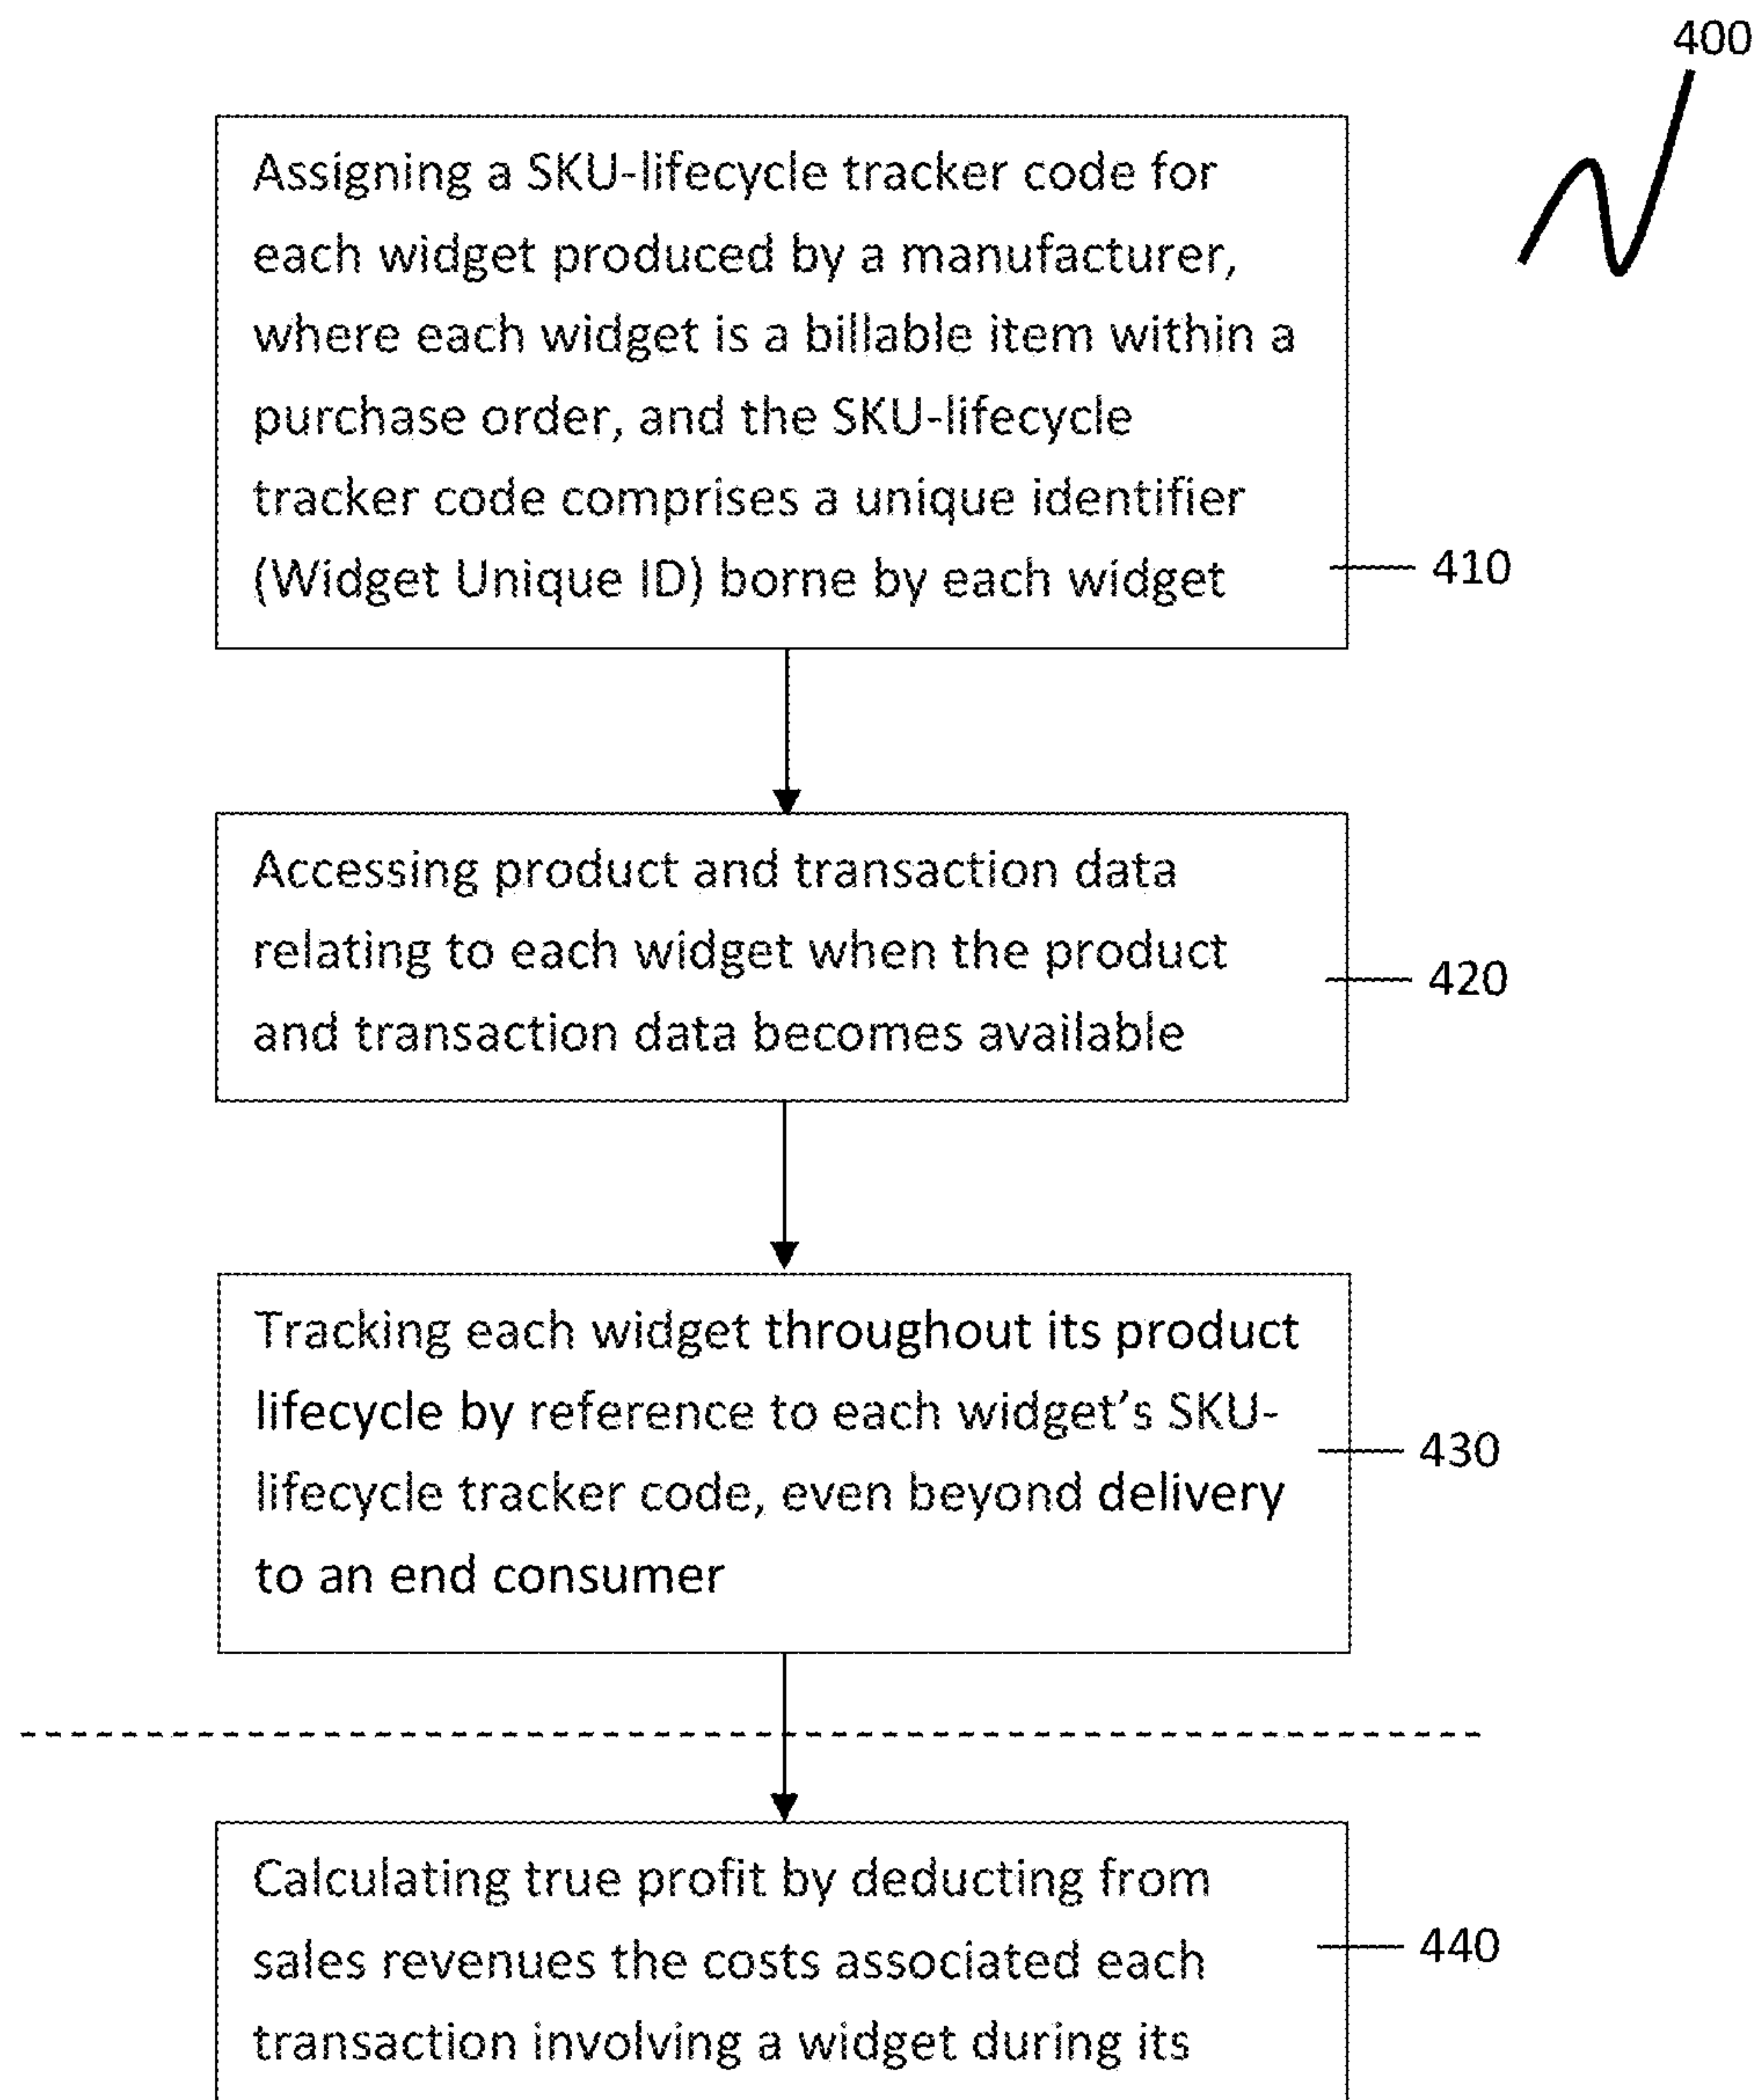 400
Assigning a SKU-lifecycle tracker code for
each widget produced by a manufacturer,
where each widget is a billable item within a
purchase order, and the SKU-lifecycle
tracker code comprises a unique identifier
(Widget Unique ID) borne by each widget
410
Accessing product and transaction data
relating to each widget when the product
and transaction data becomes available
420
Tracking each widget throughout its product
lifecycle by reference to each widget's SKU-
lifecycle tracker code, even beyond delivery
to an end consumer
430
Calculating true profit by deducting from
sales revenues the costs associated each
transaction involving a widget during its
440